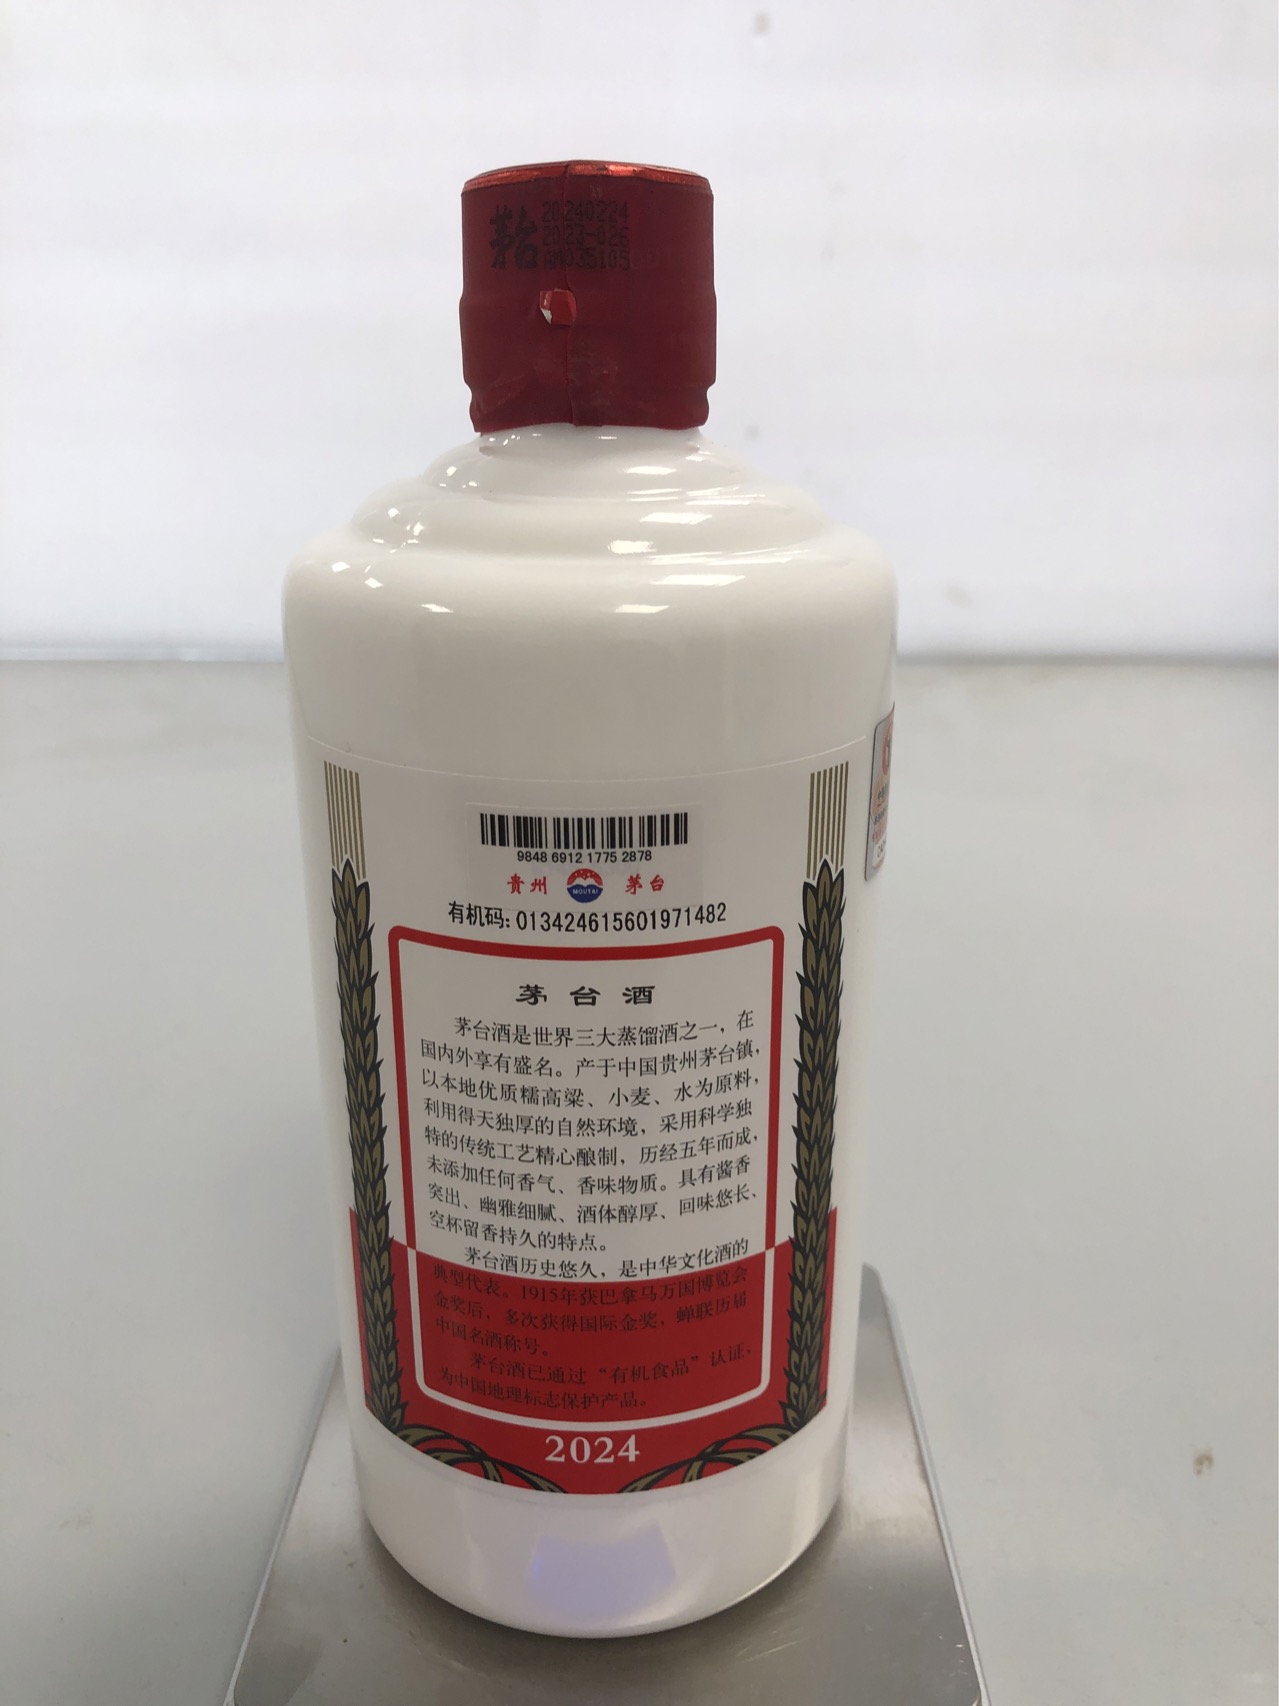 茅台
20240224
2023-026
035105
9848 6912 1775 2878
贵州 MOUTAI 茅台
有机码: 013424615601971482
茅台酒
茅台酒是世界三大蒸馏酒之一，在
国内外享有盛名。产于中国贵州茅台镇，
以本地优质糯高粱、小麦、水为原料，
利用得天独厚的自然环境，采用科学独
特的传统工艺精心酿制，历经五年而成，
未添加任何香气、香味物质。具有酱香
突出、幽雅细腻、酒体醇厚、回味悠长、
空杯留香持久的特点。
茅台酒历史悠久，是中华文化酒的
典型代表。1915年获巴拿马万国博览会
金奖后，多次获得国际金奖，蝉联历届
中国名酒称号。
茅台酒已通过“有机食品”认证，
为中国地理标志保护产品。
2024